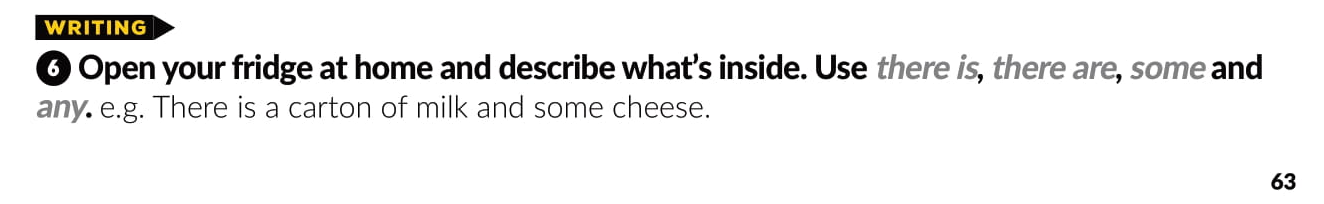 WRITING
6 Open your fridge at home and describe what's inside. Use there is, there are, some and
any. e.g. There is a carton of milk and some cheese.
63